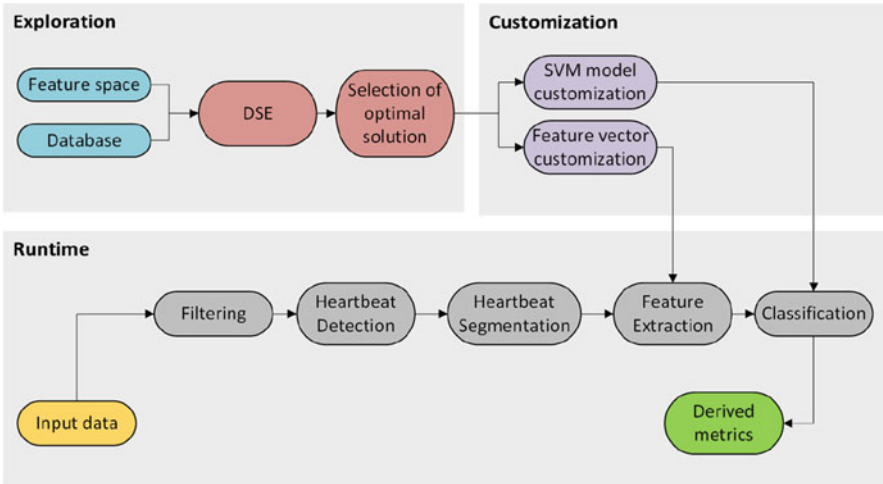 Exploration
Feature space
Database
DSE
Selection of
optimal
solution
Customization
SVM model
customization
Feature vector
customization
Runtime
Input data
Filtering
Heartbeat
Detection
Heartbeat
Segmentation
Feature
Extraction
Classification
Derived
metrics